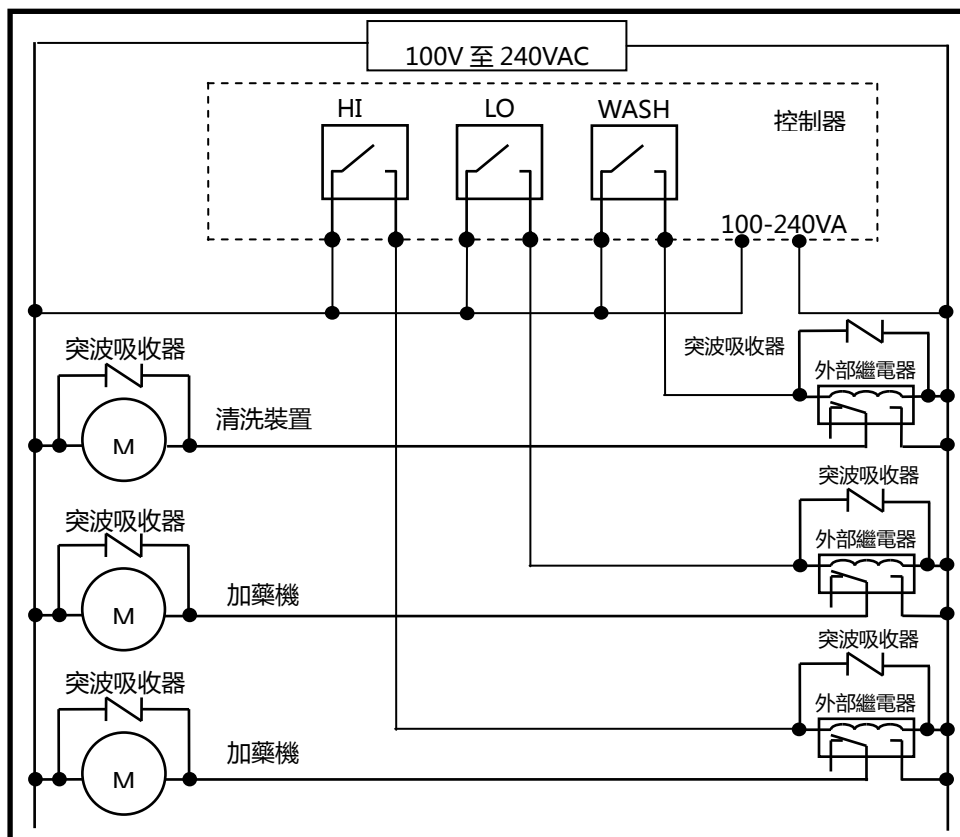 100V 至 240VAC
HI
LO
WASH
控制器
100-240VA
突波吸收器
外部繼電器
突波吸收器
清洗裝置
M
突波吸收器
外部繼電器
突波吸收器
加藥機
M
突波吸收器
外部繼電器
突波吸收器
加藥機
M